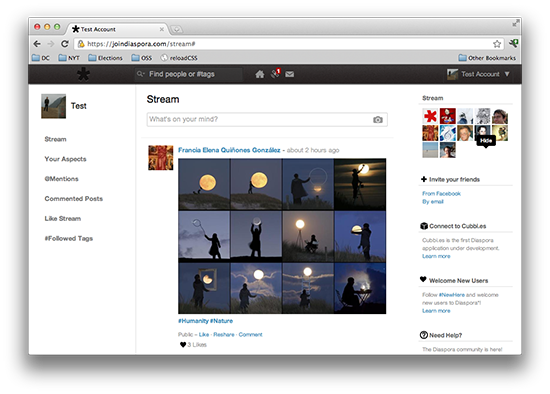 Test Account
https://joindiaspora.com/stream#
DC NYT Elections OSS reloadCSS Other Bookmarks
Find people or #tags
1
Test Account
Test
Stream
Your Aspects
@Mentions
Commented Posts
Like Stream
#Followed Tags
Stream
What's on your mind?
Francia Elena Quiñones González – about 2 hours ago
#Humanity #Nature
Public – Like · Reshare · Comment
3 Likes
Stream
Hide
Invite your friends
From Facebook
By email
Connect to Cubbi.es
Cubbi.es is the first Diaspora
application under development.
Learn more
Welcome New Users
Follow #NewHere and welcome
new users to Diaspora*!
Learn more
Need Help?
The Diaspora community is here!